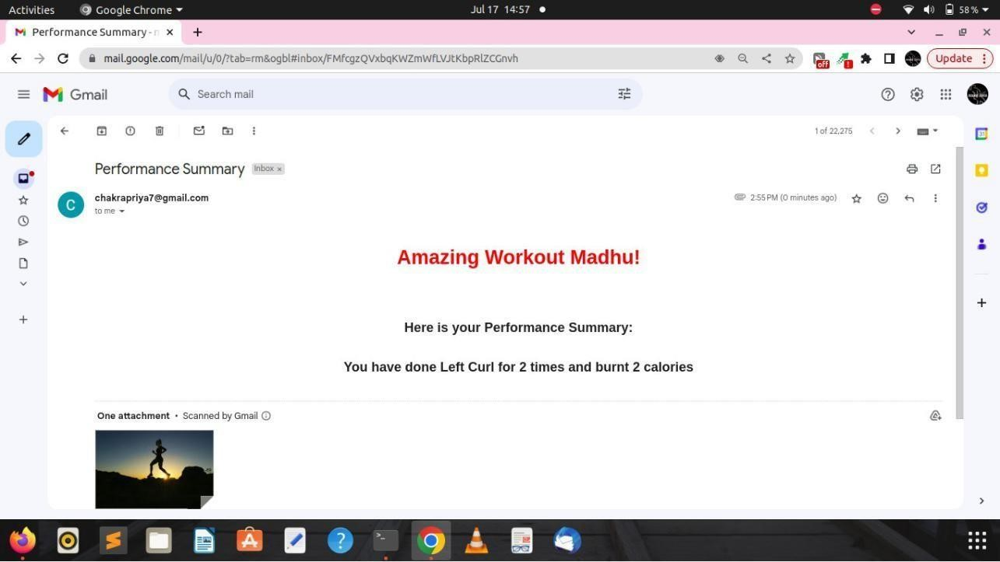 Activities Google Chrome Jul 17 14:57 58 %
Performance Summary - m
mail.google.com/mail/u/0/?tab=rm&ogbl#inbox/FMfcgzQVxbqKWZmWfLVJtKbpRlZCGnvh off ! Update
Gmail Search mail
1 of 22,275
31
Performance Summary Inbox ×
C chakrapriya7@gmail.com 2:55 PM (0 minutes ago)
to me
Amazing Workout Madhu!
Here is your Performance Summary:
You have done Left Curl for 2 times and burnt 2 calories
One attachment • Scanned by Gmail